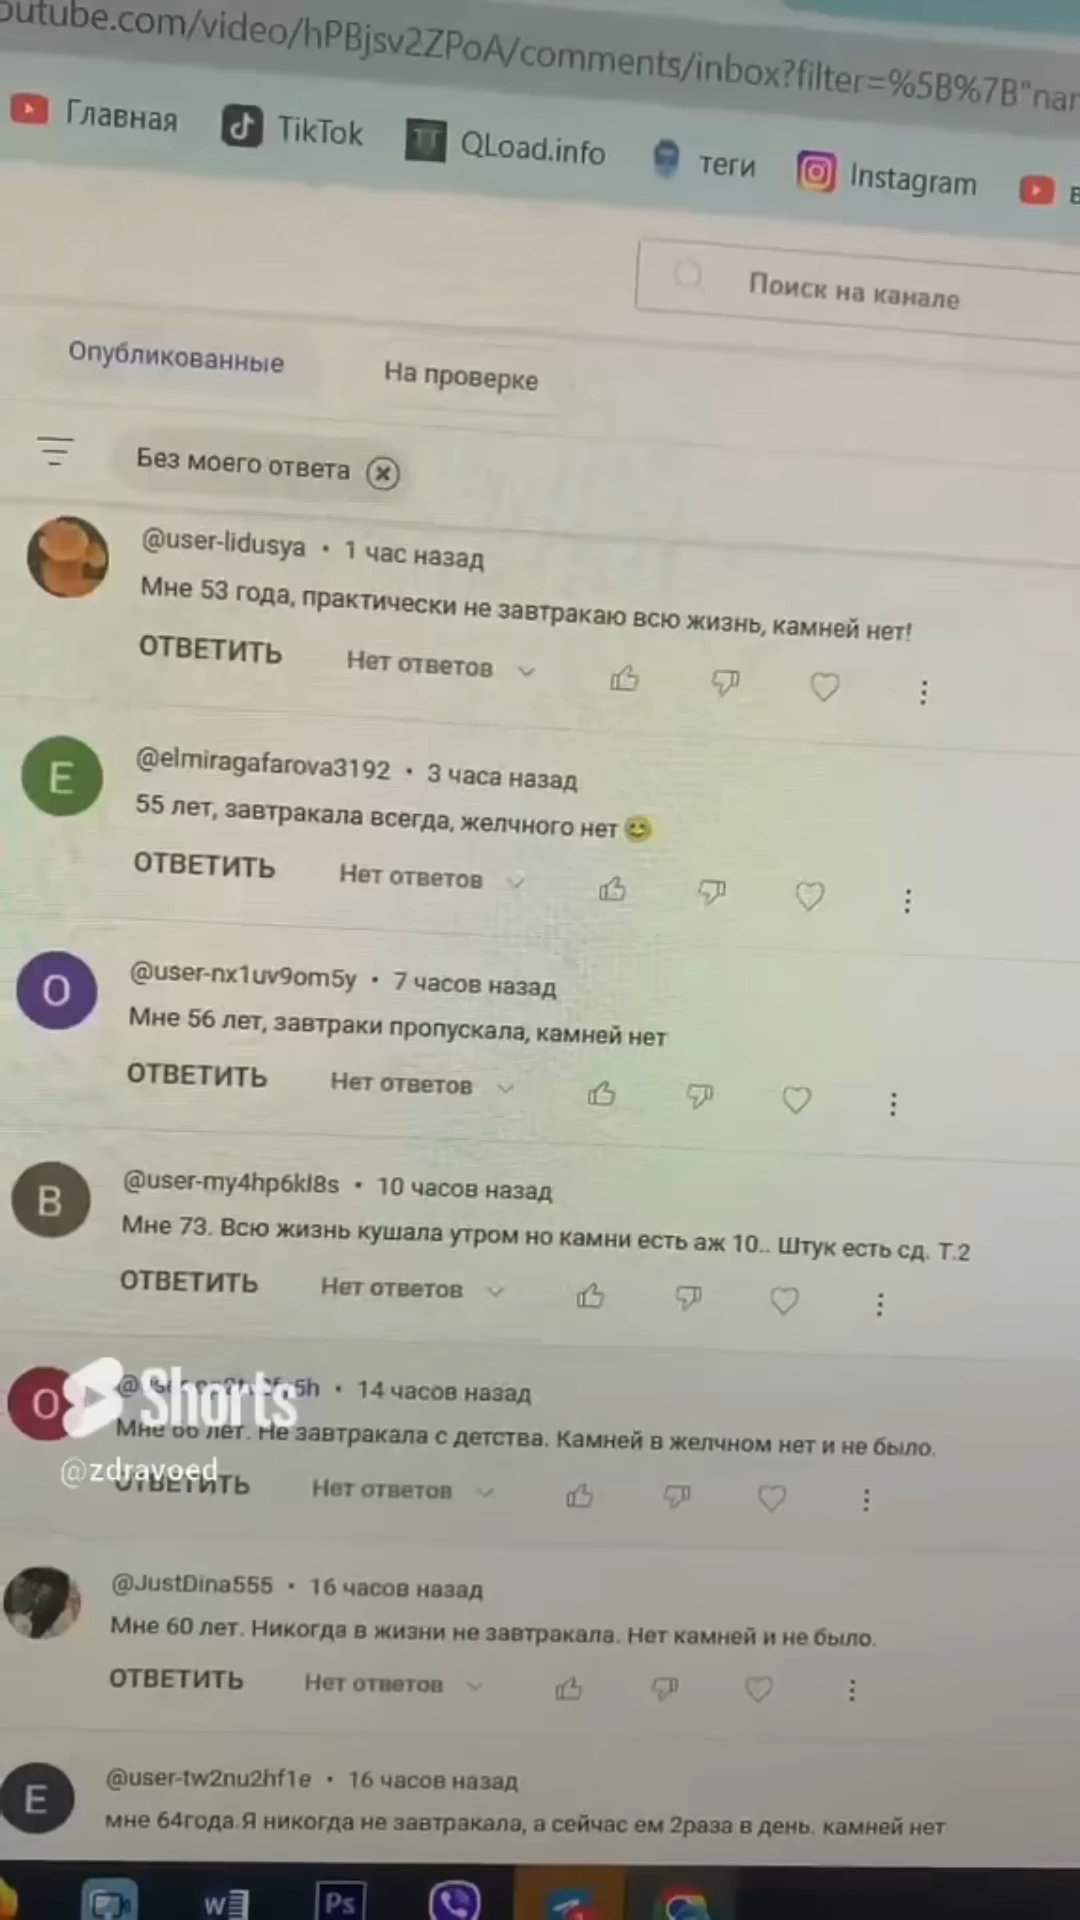 outube.com/video/hPBjsv2ZPoA/comments/inbox?filter=%5B%7B"nar
Главная TikTok QLoad.info теги Instagram
Поиск на канале
Опубликованные На проверке
Без моего ответа
@user-lidusya • 1 час назад
Мне 53 года, практически не завтракаю всю жизнь, камней нет!
ОТВЕТИТЬ Нет ответов
E
@elmiragafarova3192 • 3 часа назад
55 лет, завтракала всегда, желчного нет 😄
ОТВЕТИТЬ Нет ответов
O
@user-nx1uv9om5y • 7 часов назад
Мне 56 лет, завтраки пропускала, камней нет
ОТВЕТИТЬ Нет ответов
B
@user-my4hp6kl8s • 10 часов назад
Мне 73. Всю жизнь кушала утром но камни есть аж 10.. Штук есть сд. Т.2
ОТВЕТИТЬ Нет ответов
O
Shorts
• 14 часов назад
Мне 66 лет. Не завтракала с детства. Камней в желчном нет и не было.
@zdravoed
ОТВЕТИТЬ Нет ответов
@JustDina555 • 16 часов назад
Мне 60 лет. Никогда в жизни не завтракала. Нет камней и не было.
ОТВЕТИТЬ Нет ответов
E
@user-tw2nu2hf1e • 16 часов назад
мне 64года.Я никогда не завтракала, а сейчас ем 2раза в день. камней нет
W Ps